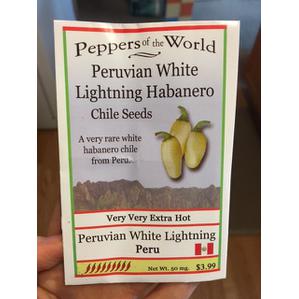 Peppers of the World
Peruvian White
Lightning Habanero
Chile Seeds
A very rare white
habanero chile
from Peru.
Very Very Extra Hot
Peruvian White Lightning
Peru
Net Wt. 50 mg. $3.99